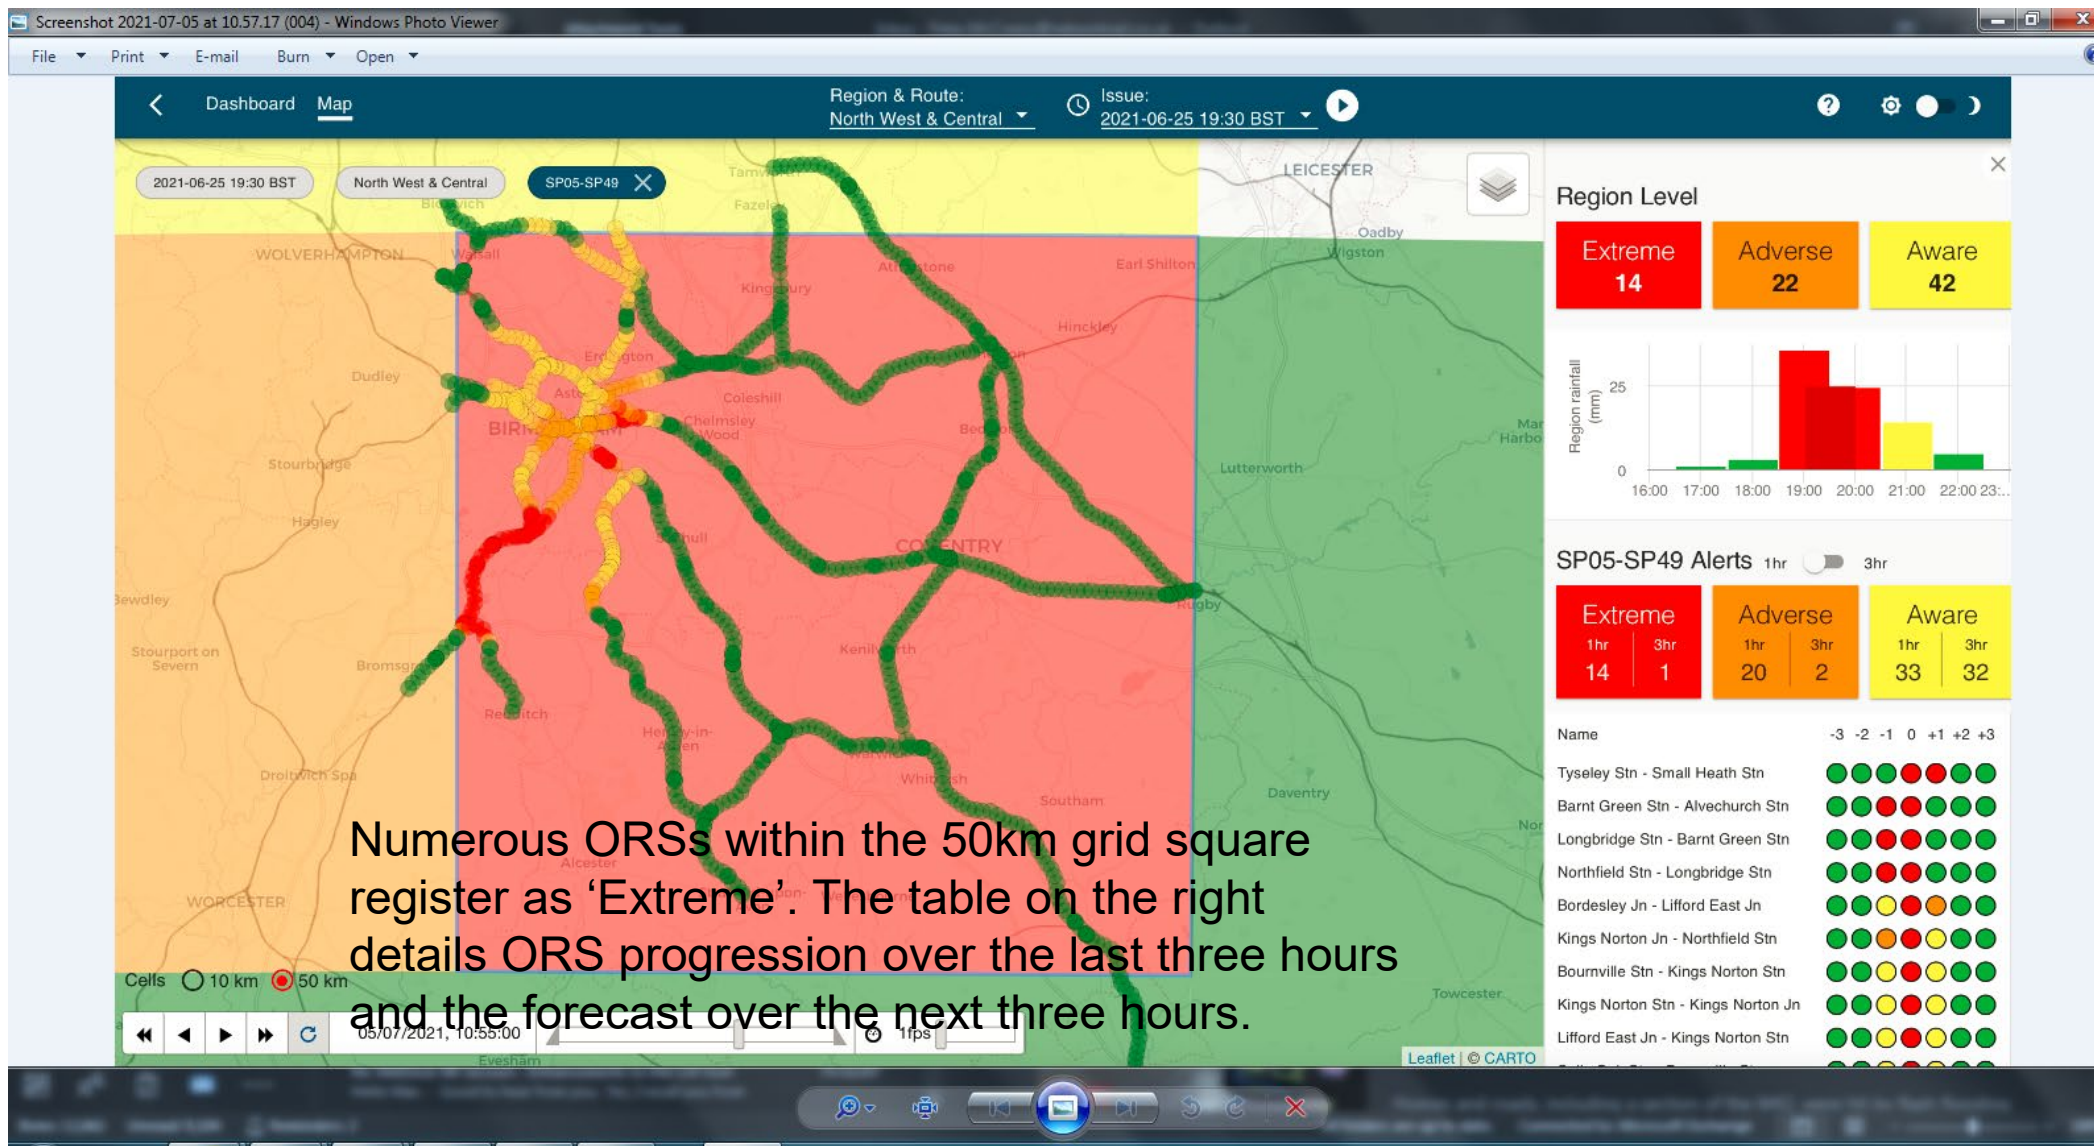 Screenshot 2021-07-05 at 10.57.17 (004) - Windows Photo Viewer
File Print E-mail Burn Open
Dashboard Map
Region & Route:
North West & Central
Issue:
2021-06-25 19:30 BST
2021-06-25 19:30 BST
North West & Central
SP05-SP49
LEICESTER
Oadby
Wigston
WOLVERHAMPTON
Walsall
Fazeley
Earl Shilton
Hinckley
Dudley
Coleshill
Chelmsley
Wood
Stourbridge
Lutterworth
Hagley
COVENTRY
Bewdley
Rugby
Stourport on
Severn
Kenilworth
Redditch
Droitwich Spa
Southam
Daventry
Alcester
WORCESTER
Towcester
Evesham
Numerous ORSs within the 50km grid square
register as ‘Extreme’. The table on the right
details ORS progression over the last three hours
and the forecast over the next three hours.
Cells 10 km 50 km
05/07/2021, 10:55:00
1fps
Leaflet | © CARTO
Region Level
Extreme
14
Adverse
22
Aware
42
Region rainfall
(mm)
25
0
16:00 17:00 18:00 19:00 20:00 21:00 22:00 23:..
SP05-SP49 Alerts 1hr 3hr
Extreme
1hr 3hr
14 1
Adverse
1hr 3hr
20 2
Aware
1hr 3hr
33 32
Name -3 -2 -1 0 +1 +2 +3
Tyseley Stn - Small Heath Stn
Barnt Green Stn - Alvechurch Stn
Longbridge Stn - Barnt Green Stn
Northfield Stn - Longbridge Stn
Bordesley Jn - Lifford East Jn
Kings Norton Jn - Northfield Stn
Bournville Stn - Kings Norton Stn
Kings Norton Stn - Kings Norton Jn
Lifford East Jn - Kings Norton Stn